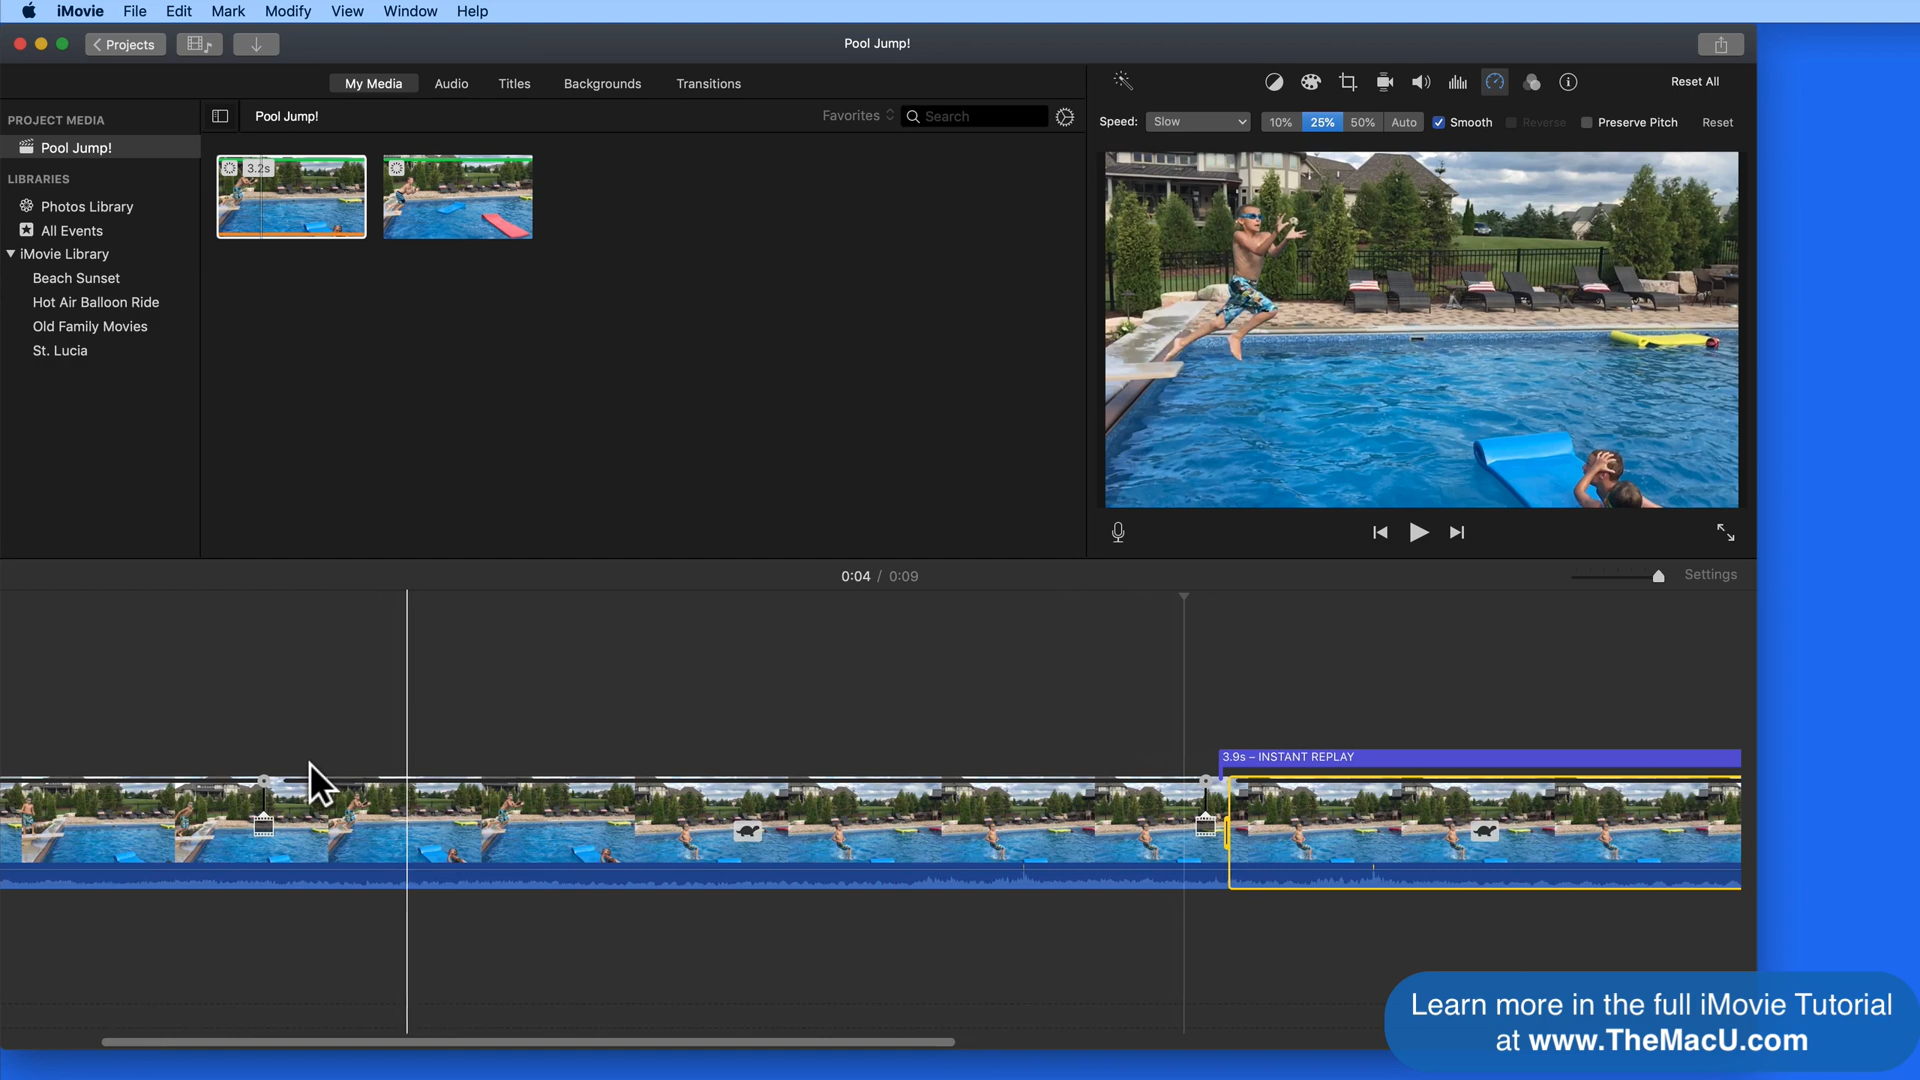 iMovie File Edit Mark Modify View Window Help
Projects
Pool Jump!
My Media Audio Titles Backgrounds Transitions
Reset All
PROJECT MEDIA
Pool Jump!
LIBRARIES
Photos Library
All Events
iMovie Library
Beach Sunset
Hot Air Balloon Ride
Old Family Movies
St. Lucia
Pool Jump!
Favorites
Search
3.2s
Speed: Slow 10% 25% 50% Auto Smooth Reverse Preserve Pitch Reset
0:04 / 0:09
Settings
3.9s – INSTANT REPLAY
Learn more in the full iMovie Tutorial
at www.TheMacU.com